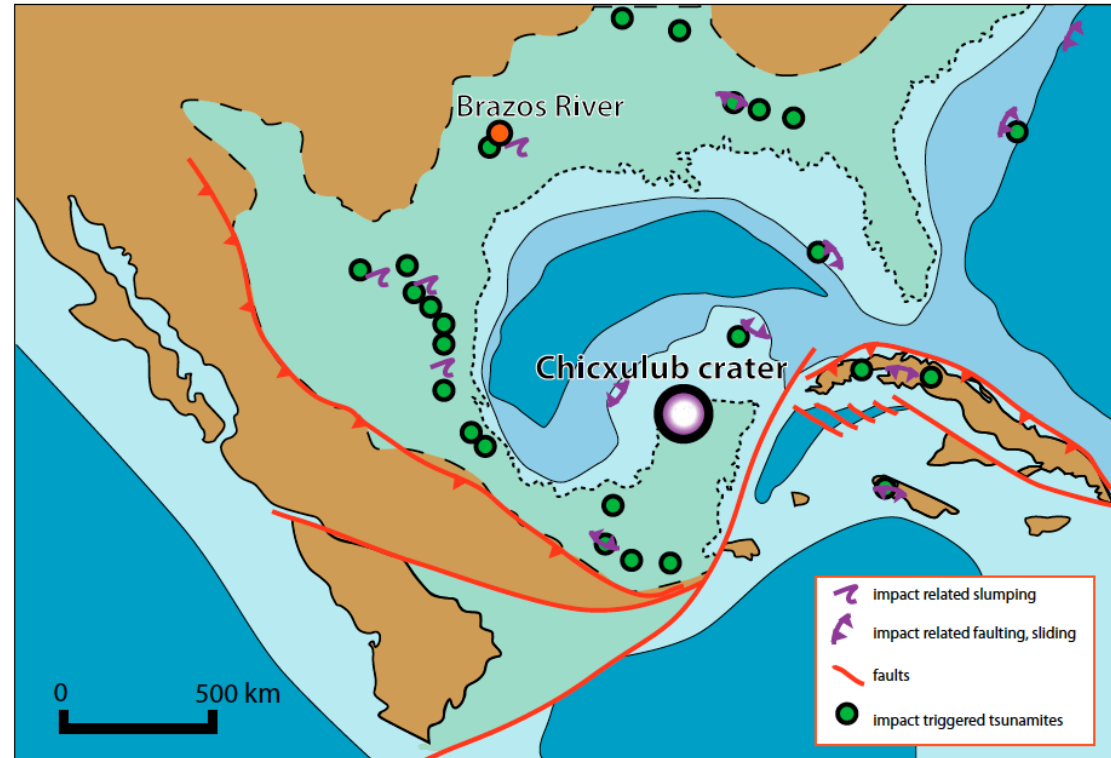 Brazos River
Chicxulub crater
impact related slumping
impact related faulting, sliding
faults
impact triggered tsunamites
0 500 km